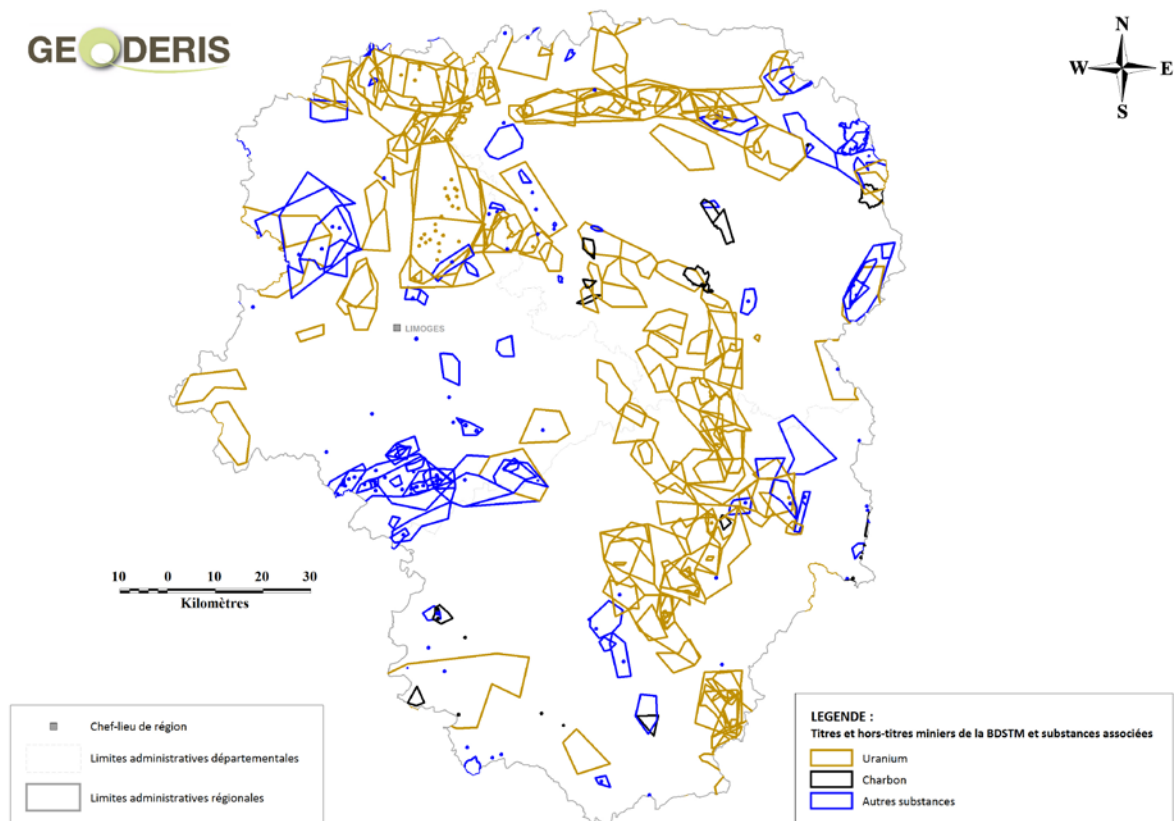 GEODERIS
N
W E
S
LIMOGES
10 0 10 20 30
Kilomètres
Chef-lieu de région
Limites administratives départementales
Limites administratives régionales
LEGENDE :
Titres et hors-titres miniers de la BDSTM et substances associées
Uranium
Charbon
Autres substances